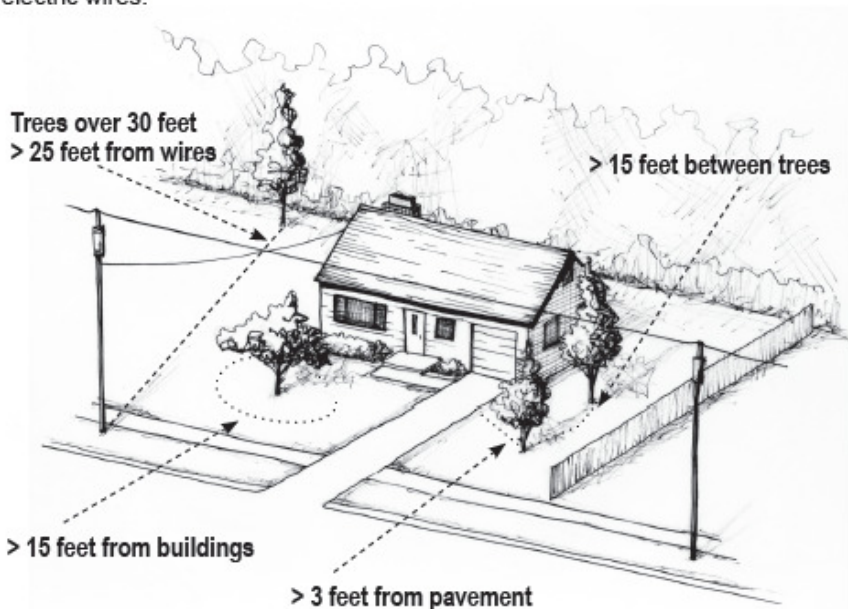 electric wires.
Trees over 30 feet
> 25 feet from wires
> 15 feet between trees
> 15 feet from buildings
> 3 feet from pavement